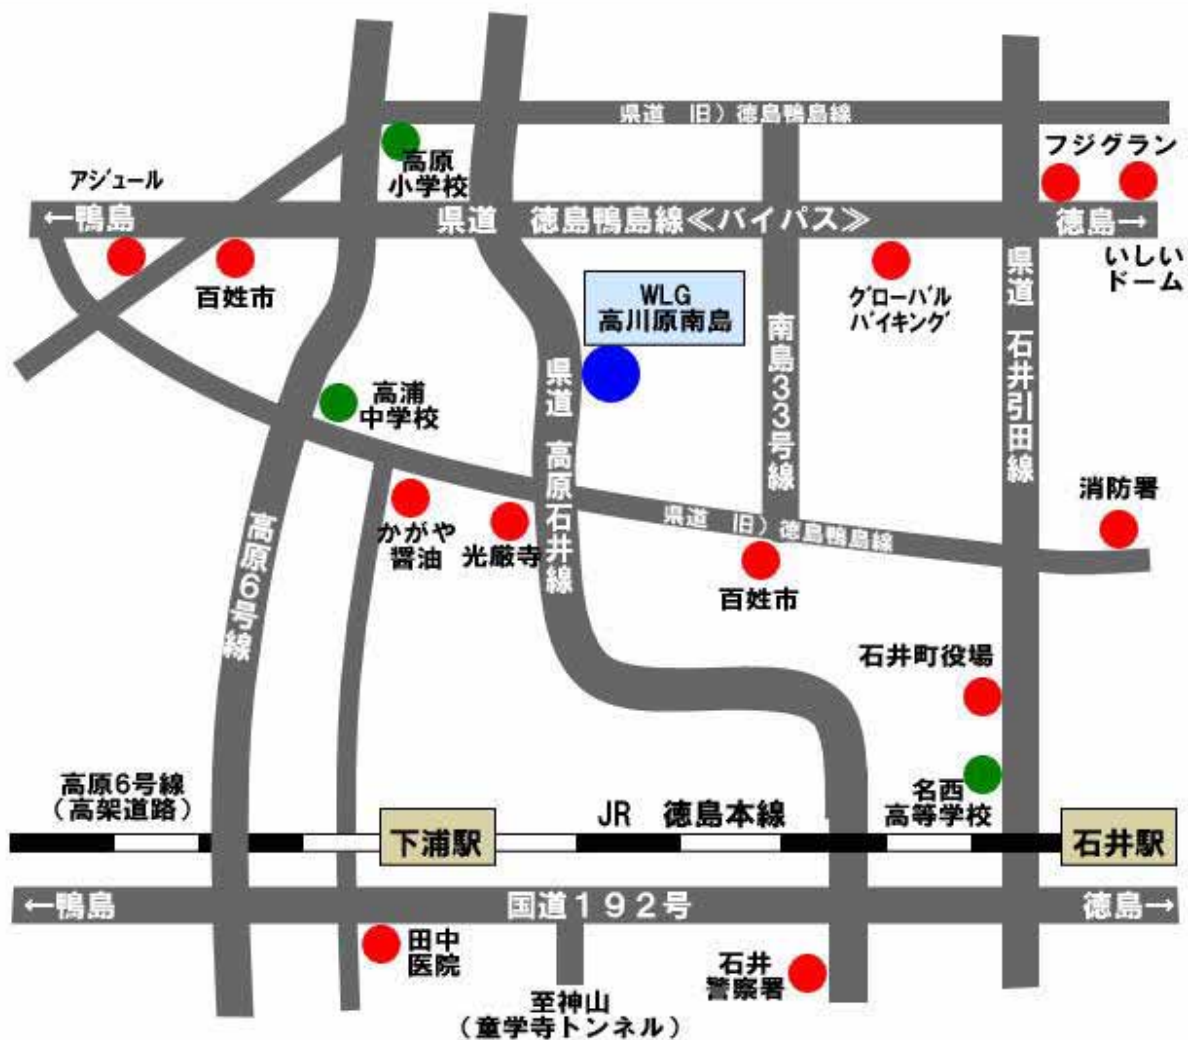 県道 旧）徳島鴨島線
フジグラン
高原
小学校
アジュール
←鴨島
県道 徳島鴨島線≪バイパス≫
徳島→
いしい
ドーム
百姓市
WLG
高川原南島
グローバル
バイキング
県道 石井引田線
南島33号線
県道 高原石井線
高浦
中学校
消防署
かがや
醤油
光厳寺
県道 旧）徳島鴨島線
高原6号線
百姓市
石井町役場
高原6号線
（高架道路）
名西
高等学校
JR 徳島本線
下浦駅
石井駅
←鴨島
国道192号
徳島→
田中
医院
石井
警察署
至神山
（童学寺トンネル）